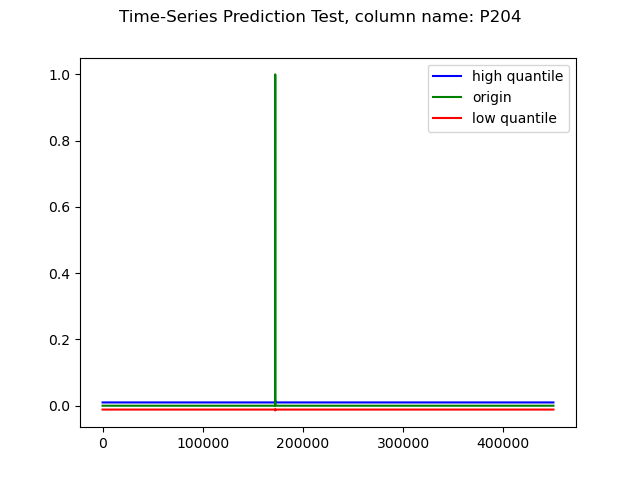 Time-Series Prediction Test, column name: P204
high quantile
origin
low quantile
1.0
0.8
0.6
0.4
0.2
0.0
0
100000
200000
300000
400000